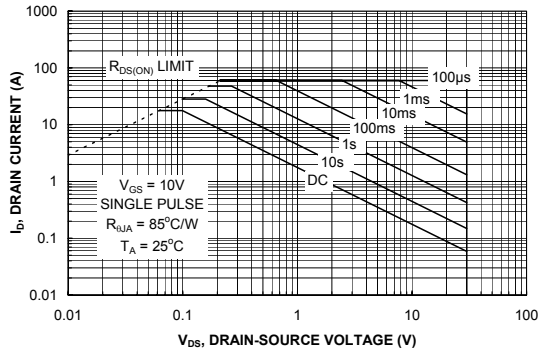 1000
100
10
1
0.1
0.01
I_D, DRAIN CURRENT (A)
R_DS(ON) LIMIT
100µs
1ms
10ms
100ms
1s
10s
DC
V_GS = 10V
SINGLE PULSE
R_θJA = 85°C/W
T_A = 25°C
0.01 0.1 1 10 100
V_DS, DRAIN-SOURCE VOLTAGE (V)